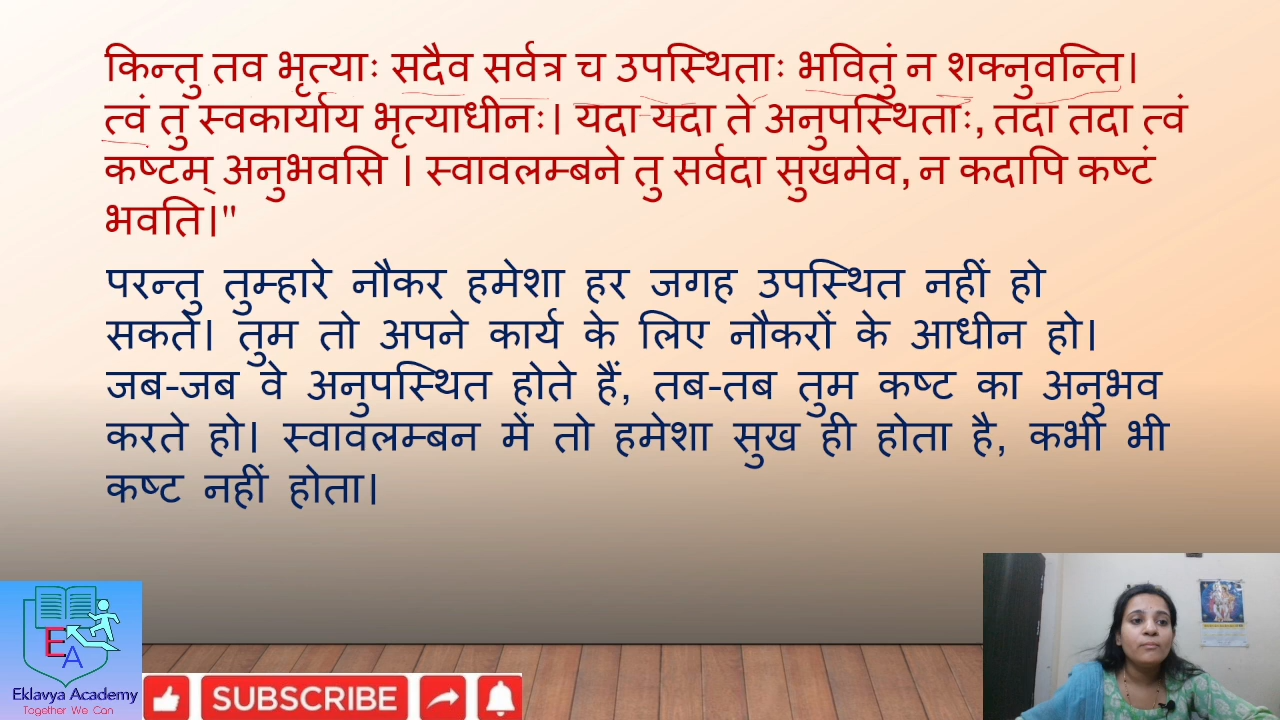 किन्तु तव भृत्याः सदैव सर्वत्र च उपस्थिताः भवितुं न शक्नुवन्ति।
त्वं तु स्वकार्याय भृत्याधीनः। यदा यदा ते अनुपस्थिताः, तदा तदा त्वं
कष्टम् अनुभवसि । स्वावलम्बने तु सर्वदा सुखमेव, न कदापि कष्टं
भवति।"
परन्तु तुम्हारे नौकर हमेशा हर जगह उपस्थित नहीं हो
सकते। तुम तो अपने कार्य के लिए नौकरों के आधीन हो।
जब-जब वे अनुपस्थित होते हैं, तब-तब तुम कष्ट का अनुभव
करते हो। स्वावलम्बन में तो हमेशा सुख ही होता है, कभी भी
कष्ट नहीं होता।
EA
Eklavya Academy
Together We Can
SUBSCRIBE